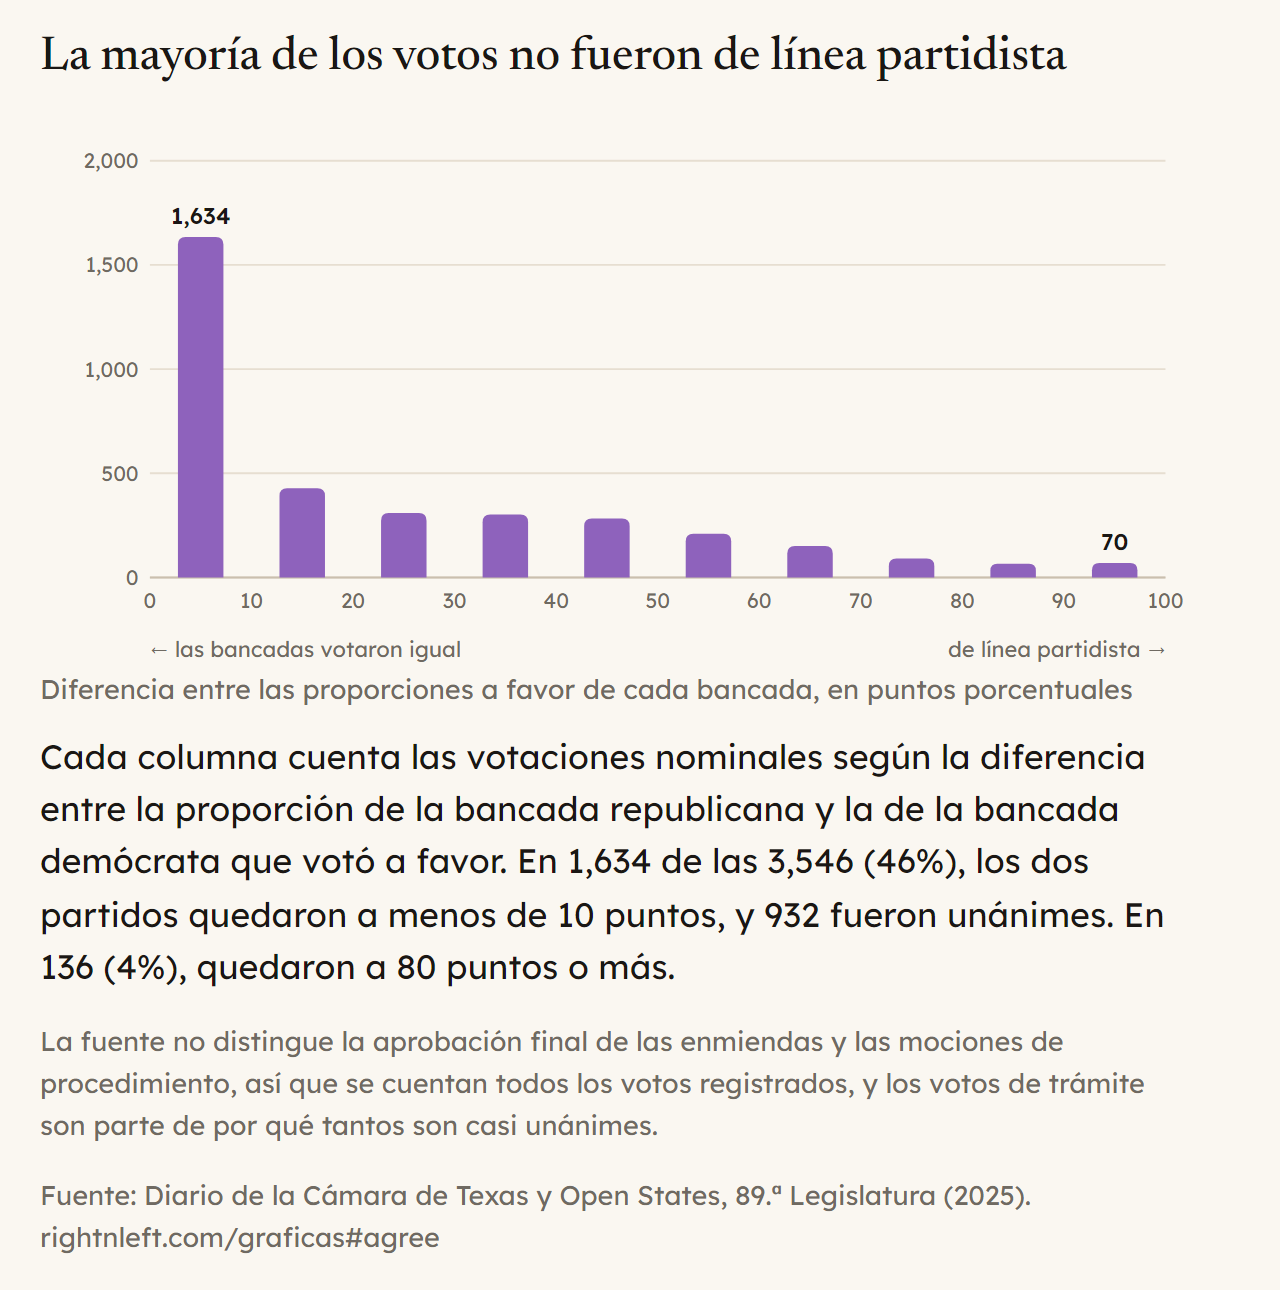 La mayoría de los votos no fueron de línea partidista
2,000
1,634
1,500
1,000
500
70
0
0 10 20 30 40 50 60 70 80 90 100
← las bancadas votaron igual de línea partidista →
Diferencia entre las proporciones a favor de cada bancada, en puntos porcentuales
Cada columna cuenta las votaciones nominales según la diferencia
entre la proporción de la bancada republicana y la de la bancada
demócrata que votó a favor. En 1,634 de las 3,546 (46%), los dos
partidos quedaron a menos de 10 puntos, y 932 fueron unánimes. En
136 (4%), quedaron a 80 puntos o más.
La fuente no distingue la aprobación final de las enmiendas y las mociones de
procedimiento, así que se cuentan todos los votos registrados, y los votos de trámite
son parte de por qué tantos son casi unánimes.
Fuente: Diario de la Cámara de Texas y Open States, 89.ª Legislatura (2025).
rightnleft.com/graficas#agree